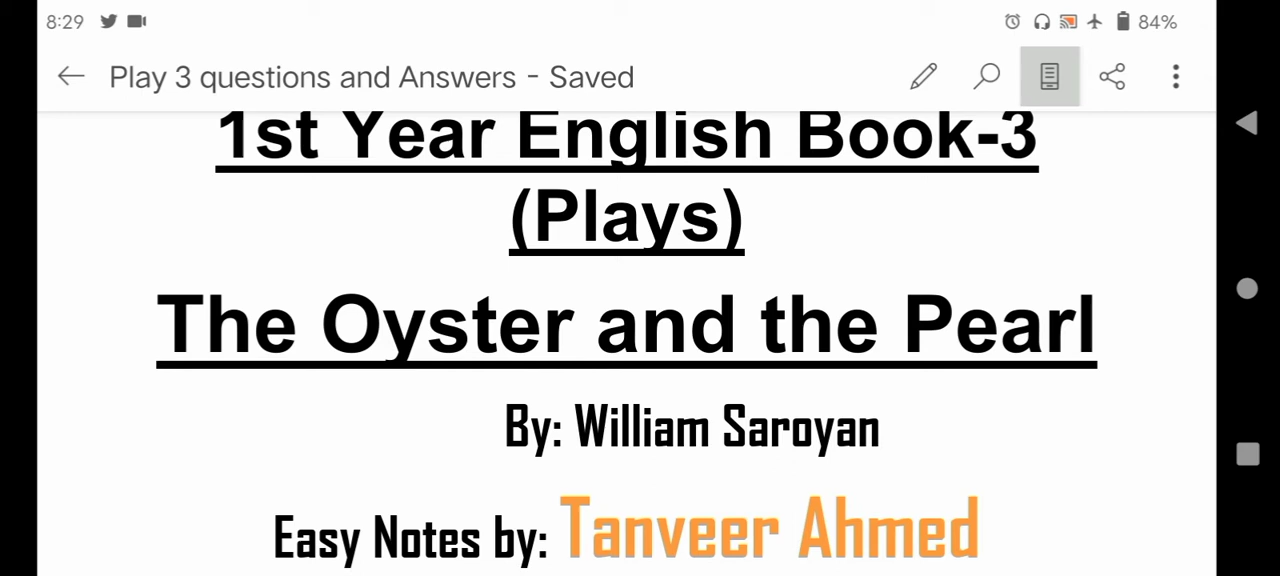 8:29 84%
Play 3 questions and Answers - Saved
1st Year English Book-3
(Plays)
The Oyster and the Pearl
By: William Saroyan
Easy Notes by: Tanveer Ahmed